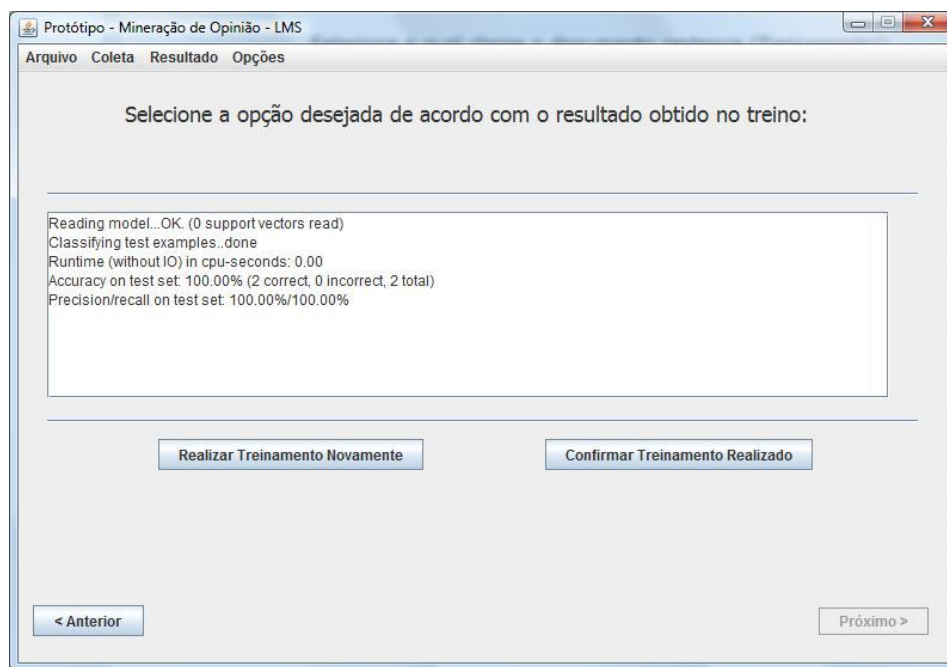 Protótipo - Mineração de Opinião - LMS
Arquivo Coleta Resultado Opções
Selecione a opção desejada de acordo com o resultado obtido no treino:
Reading model...OK. (0 support vectors read)
Classifying test examples..done
Runtime (without IO) in cpu-seconds: 0.00
Accuracy on test set: 100.00% (2 correct, 0 incorrect, 2 total)
Precision/recall on test set: 100.00%/100.00%
Realizar Treinamento Novamente Confirmar Treinamento Realizado
< Anterior Próximo >